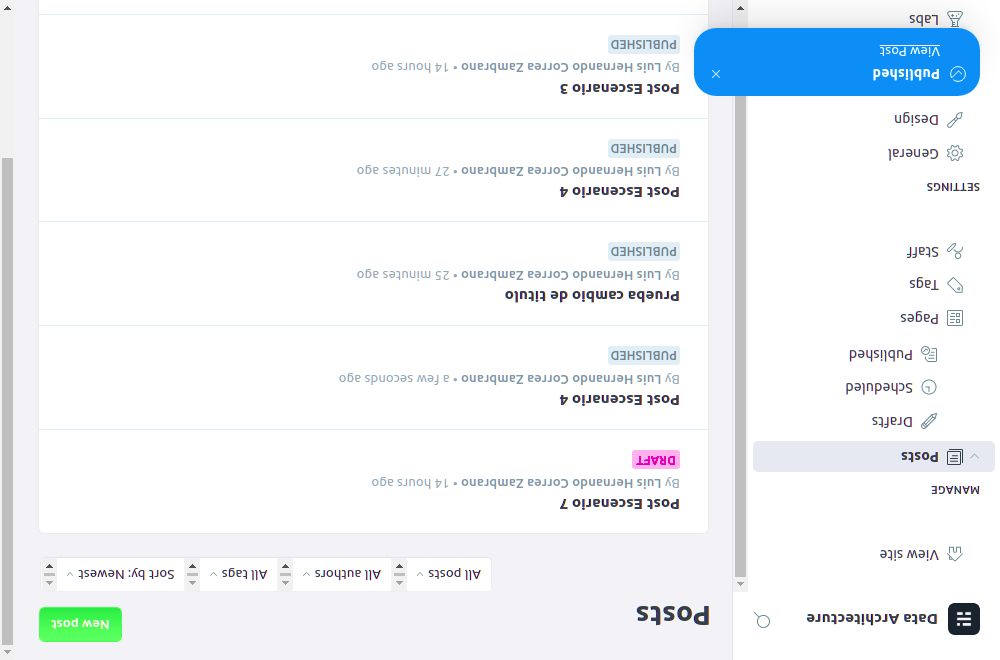 Data Architecture
View site
MANAGE
Posts
Drafts
Scheduled
Published
Pages
Tags
Staff
SETTINGS
General
Design
Labs
Published
View Post
Posts
New post
All posts
All authors
All tags
Sort by: Newest
Post Escenario 7
By Luis Hernando Correa Zambrano • 14 hours ago
DRAFT
Post Escenario 4
By Luis Hernando Correa Zambrano • a few seconds ago
PUBLISHED
Prueba cambio de titulo
By Luis Hernando Correa Zambrano • 25 minutes ago
PUBLISHED
Post Escenario 4
By Luis Hernando Correa Zambrano • 27 minutes ago
PUBLISHED
Post Escenario 3
By Luis Hernando Correa Zambrano • 14 hours ago
PUBLISHED